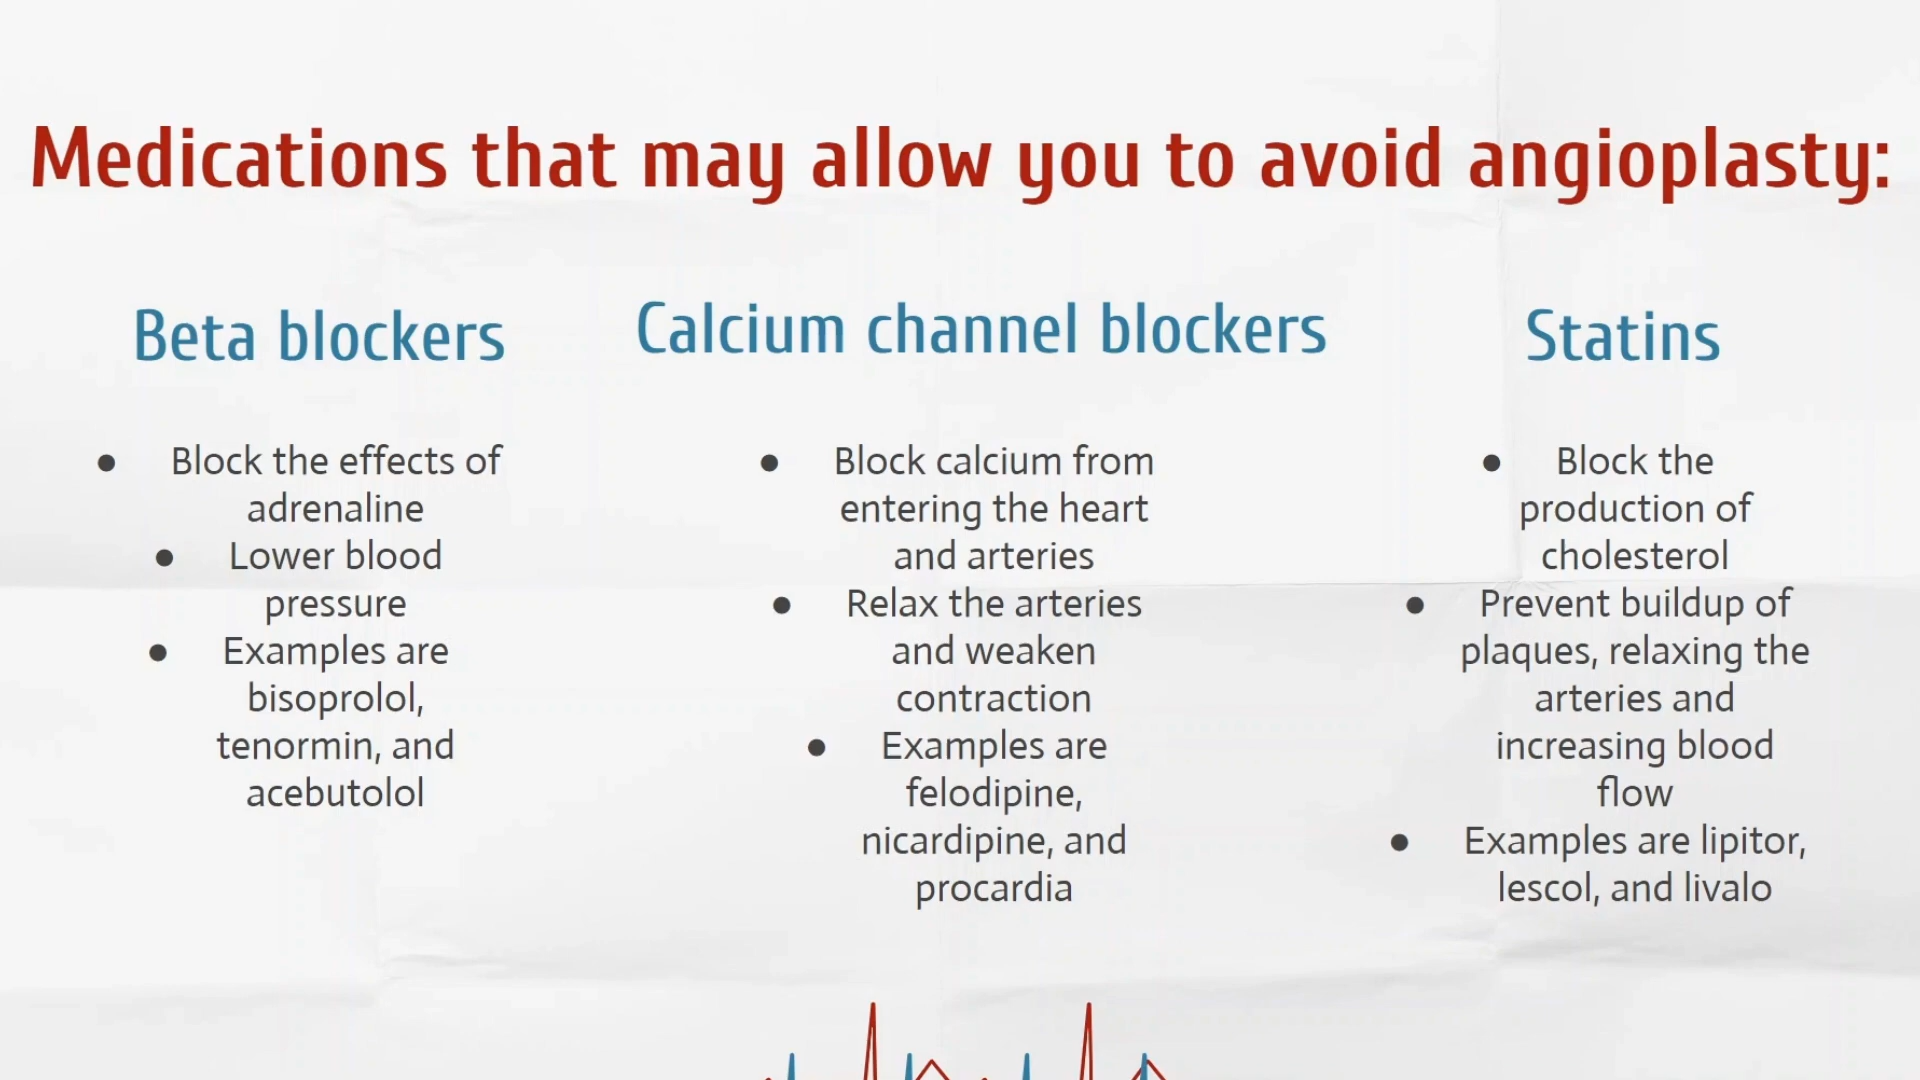 Medications that may allow you to avoid angioplasty:
Beta blockers
● Block the effects of
adrenaline
● Lower blood
pressure
● Examples are
bisoprolol,
tenormin, and
acebutolol
Calcium channel blockers
● Block calcium from
entering the heart
and arteries
● Relax the arteries
and weaken
contraction
● Examples are
felodipine,
nicardipine, and
procardia
Statins
● Block the
production of
cholesterol
● Prevent buildup of
plaques, relaxing the
arteries and
increasing blood
flow
● Examples are lipitor,
lescol, and livalo